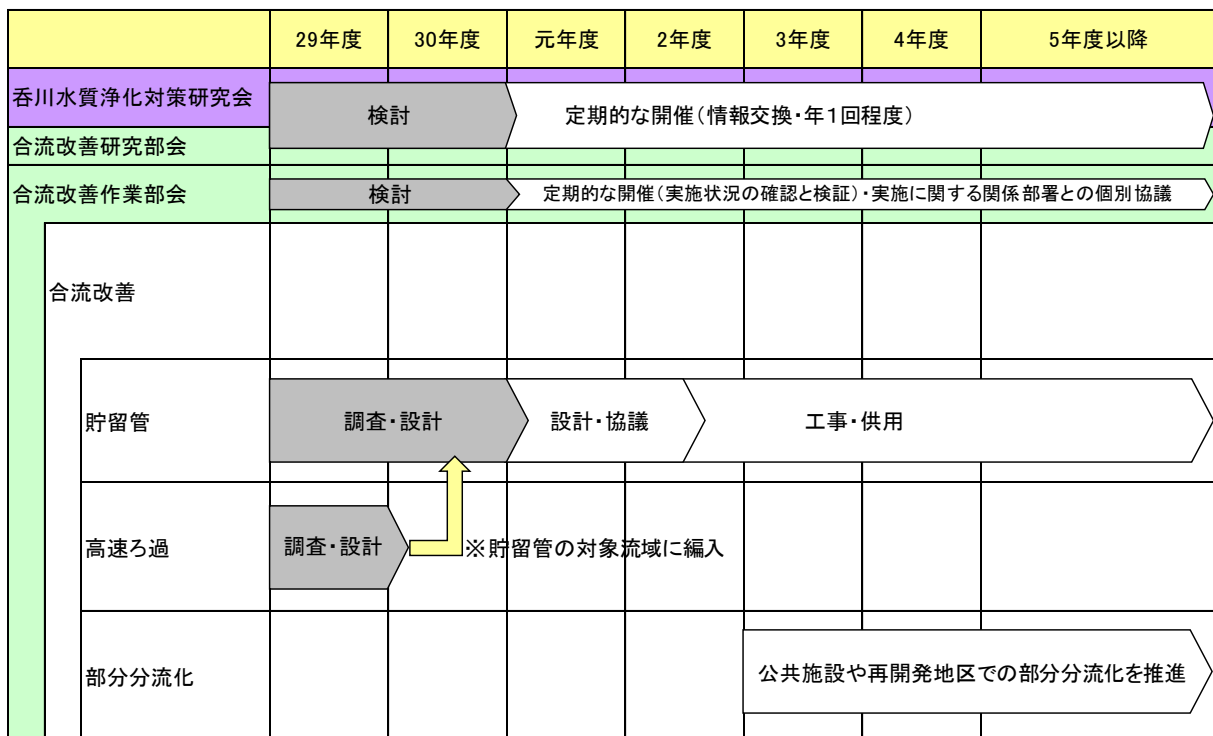 29年度 30年度 元年度 2年度 3年度 4年度 5年度以降
呑川水質浄化対策研究会
検討
定期的な開催(情報交換・年1回程度)
合流改善研究部会
合流改善作業部会
検討
定期的な開催(実施状況の確認と検証)・実施に関する関係部署との個別協議
合流改善
貯留管
調査・設計
設計・協議
工事・供用
高速ろ過
調査・設計
※貯留管の対象流域に編入
部分分流化
公共施設や再開発地区での部分分流化を推進